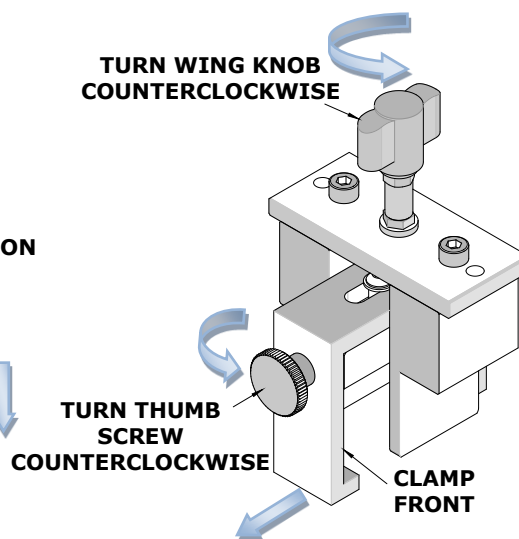 TURN WING KNOB
COUNTERCLOCKWISE
ON
TURN THUMB
SCREW
COUNTERCLOCKWISE
CLAMP
FRONT